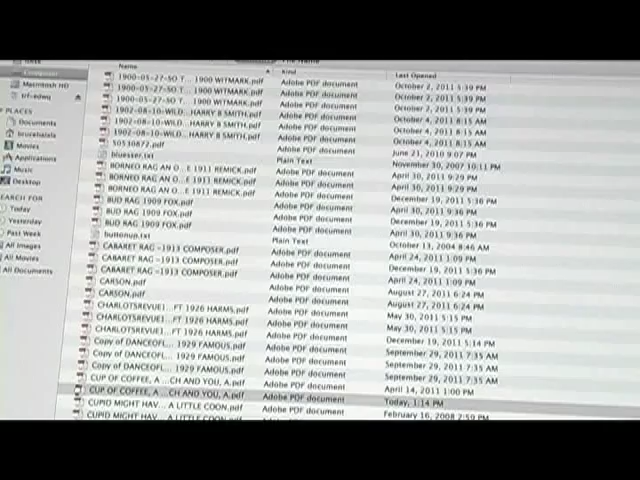 Name Kind Last Opened
1900-05-27-SO T... 1900 WITMARK.pdf Adobe PDF document October 2, 2011 5:39 PM
1900-05-27-SO T... 1900 WITMARK.pdf Adobe PDF document October 2, 2011 5:39 PM
1900-05-27-SO T... 1900 WITMARK.pdf Adobe PDF document October 2, 2011 5:39 PM
1902-08-10-WILD...HARRY B SMITH.pdf Adobe PDF document October 4, 2011 8:15 AM
1902-08-10-WILD...HARRY B SMITH.pdf Adobe PDF document October 4, 2011 8:15 AM
1902-08-10-WILD...HARRY B SMITH.pdf Adobe PDF document October 4, 2011 8:15 AM
50530872.pdf Adobe PDF document June 21, 2010 9:07 PM
bluesser.txt Plain Text November 30, 2007 10:11 PM
BORNEO RAG AN O... E 1911 REMICK.pdf Adobe PDF document April 30, 2011 9:29 PM
BORNEO RAG AN O... E 1911 REMICK.pdf Adobe PDF document April 30, 2011 9:29 PM
BORNEO RAG AN O... E 1911 REMICK.pdf Adobe PDF document December 19, 2011 5:36 PM
BUD RAG 1909 FOX.pdf Adobe PDF document April 30, 2011 9:36 PM
BUD RAG 1909 FOX.pdf Adobe PDF document December 19, 2011 5:36 PM
BUD RAG 1909 FOX.pdf Adobe PDF document April 30, 2011 9:36 PM
buttonup.txt Plain Text October 13, 2004 8:46 AM
CABARET RAG -1913 COMPOSER.pdf Adobe PDF document April 24, 2011 1:09 PM
CABARET RAG -1913 COMPOSER.pdf Adobe PDF document December 19, 2011 5:36 PM
CABARET RAG -1913 COMPOSER.pdf Adobe PDF document April 24, 2011 1:09 PM
CARSON.pdf Adobe PDF document August 27, 2011 6:24 PM
CARSON.pdf Adobe PDF document August 27, 2011 6:24 PM
CHARLOTSREVUE1... FT 1926 HARMS.pdf Adobe PDF document May 30, 2011 5:15 PM
CHARLOTSREVUE1... FT 1926 HARMS.pdf Adobe PDF document May 30, 2011 5:15 PM
CHARLOTSREVUE1... FT 1926 HARMS.pdf Adobe PDF document December 19, 2011 5:14 PM
Copy of DANCEOFL... 1929 FAMOUS.pdf Adobe PDF document September 29, 2011 7:35 AM
Copy of DANCEOFL... 1929 FAMOUS.pdf Adobe PDF document September 29, 2011 7:35 AM
Copy of DANCEOFL... 1929 FAMOUS.pdf Adobe PDF document September 29, 2011 7:35 AM
CUP OF COFFEE, A ...CH AND YOU, A.pdf Adobe PDF document April 14, 2011 1:00 PM
CUP OF COFFEE, A ...CH AND YOU, A.pdf Adobe PDF document Today, 1:14 PM
CUPID MIGHT HAV... A LITTLE COON.pdf Adobe PDF document February 16, 2008 2:59 PM
Macintosh HD
PLACES
Documents
Movies
Applications
Music
Desktop
SEARCH FOR
Today
Yesterday
Past Week
All Images
All Movies
All Documents